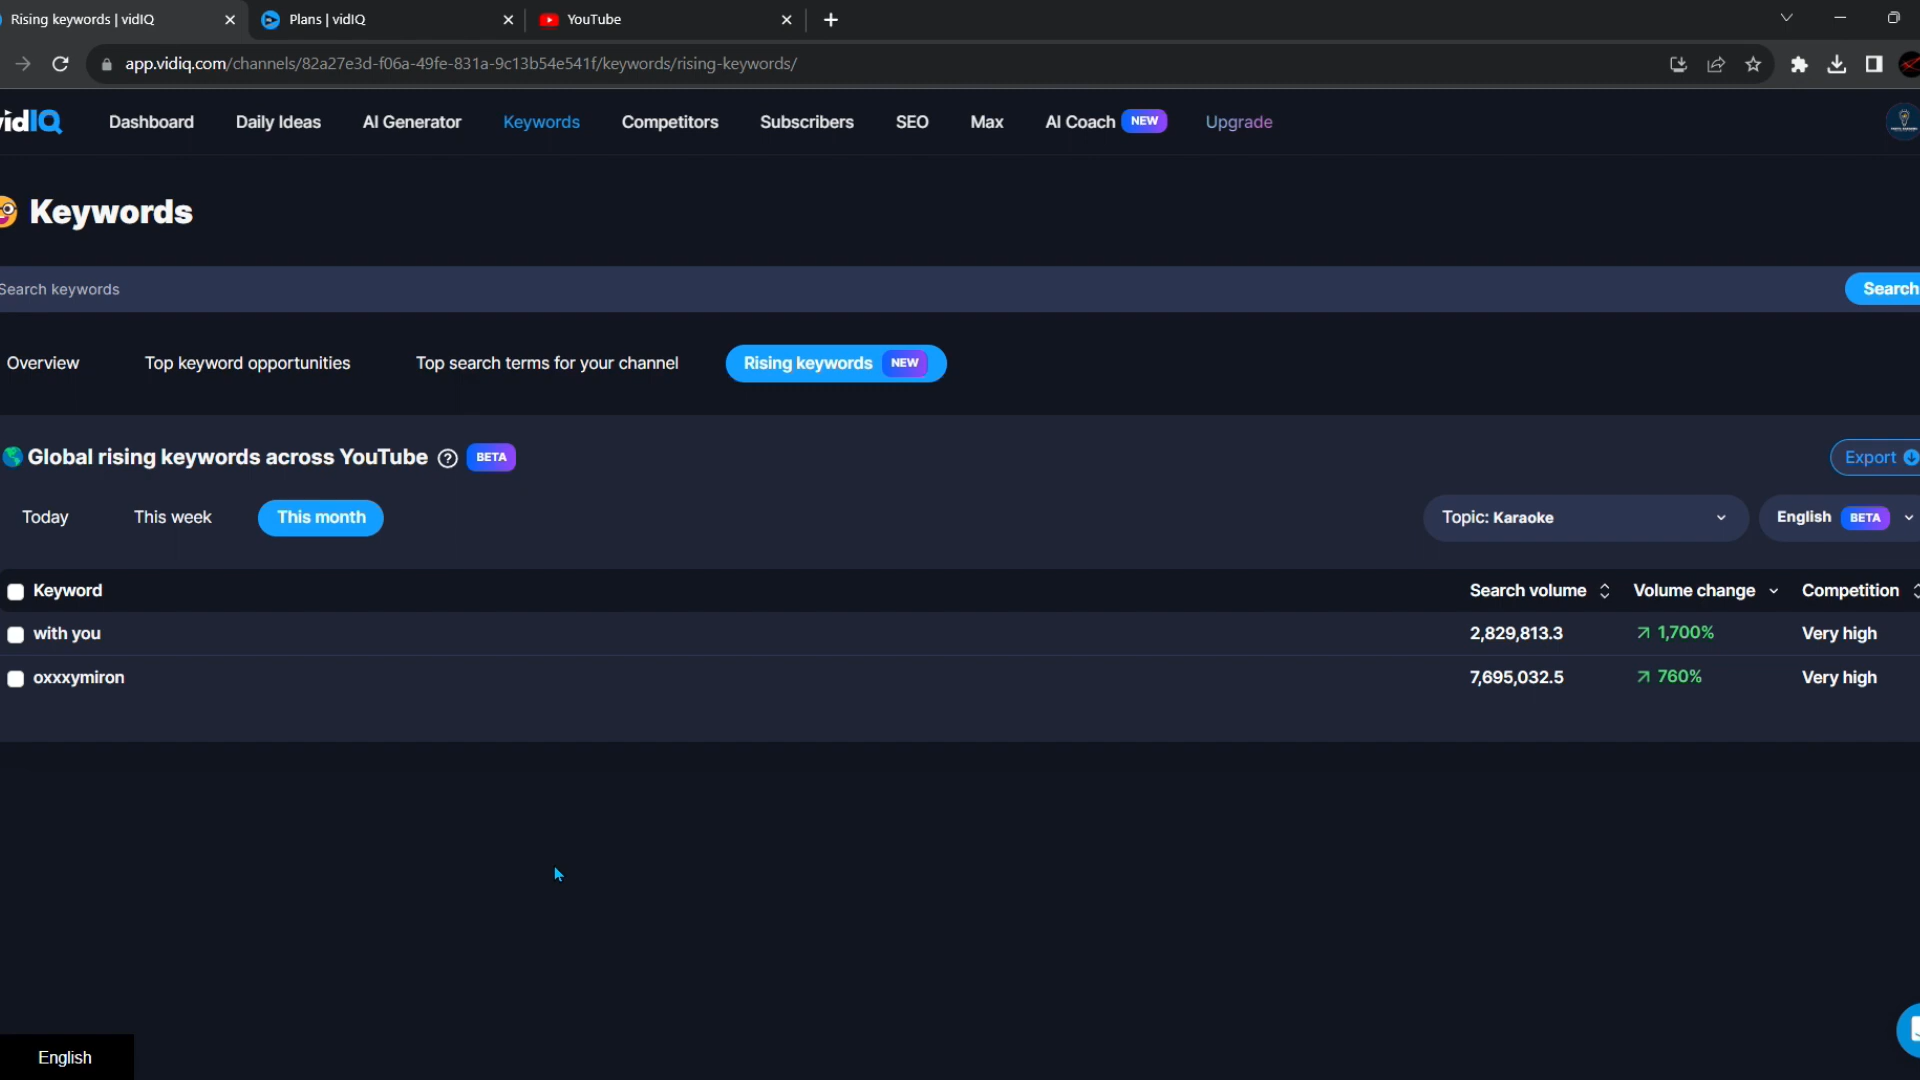 Rising keywords | vidIQ
Plans | vidIQ
YouTube
app.vidiq.com/channels/82a27e3d-f06a-49fe-831a-9c13b54e541f/keywords/rising-keywords/
vidIQ
Dashboard
Daily Ideas
AI Generator
Keywords
Competitors
Subscribers
SEO
Max
AI Coach NEW
Upgrade
Keywords
Search keywords
Search
Overview
Top keyword opportunities
Top search terms for your channel
Rising keywords NEW
Global rising keywords across YouTube ? BETA
Export
Today
This week
This month
Topic: Karaoke
English BETA
Keyword
Search volume
Volume change
Competition
with you
2,829,813.3
1,700%
Very high
oxxxymiron
7,695,032.5
760%
Very high
English